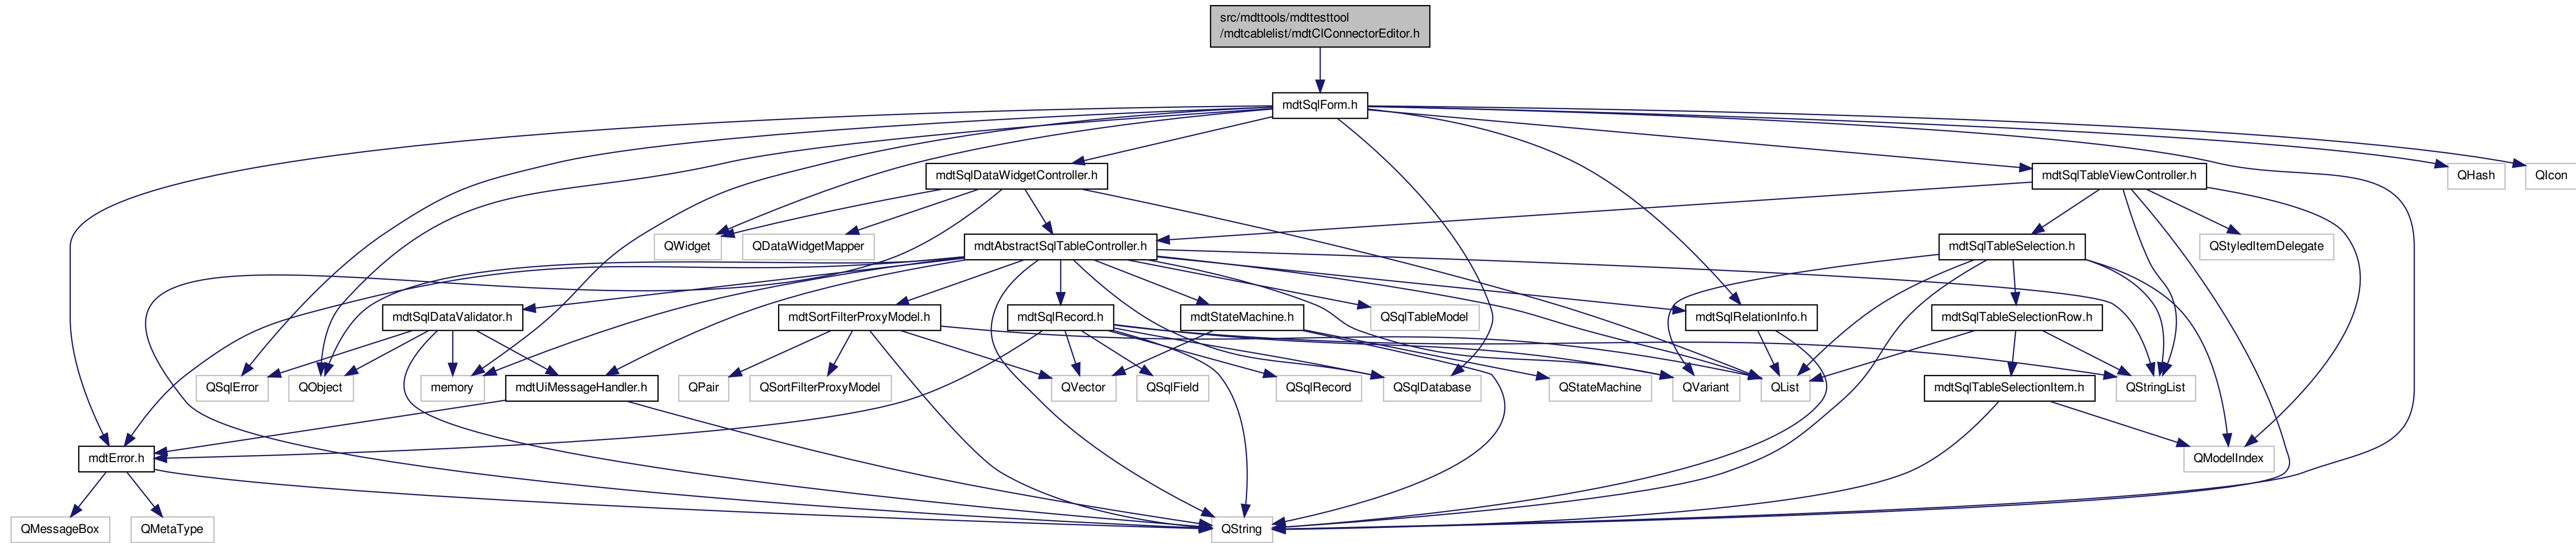 src/mdttools/mdttesttool
/mdtcablelist/mdtClConnectorEditor.h
mdtSqlForm.h
mdtSqlDataWidgetController.h
mdtSqlTableViewController.h
QHash
QIcon
QWidget
QDataWidgetMapper
mdtAbstractSqlTableController.h
mdtSqlTableSelection.h
QStyledItemDelegate
mdtSqlDataValidator.h
mdtSortFilterProxyModel.h
mdtSqlRecord.h
mdtStateMachine.h
QSqlTableModel
mdtSqlRelationInfo.h
mdtSqlTableSelectionRow.h
QSqlError
QObject
memory
mdtUiMessageHandler.h
QPair
QSortFilterProxyModel
QVector
QSqlField
QSqlRecord
QSqlDatabase
QStateMachine
QVariant
QList
mdtSqlTableSelectionItem.h
QStringList
mdtError.h
QModelIndex
QMessageBox
QMetaType
QString